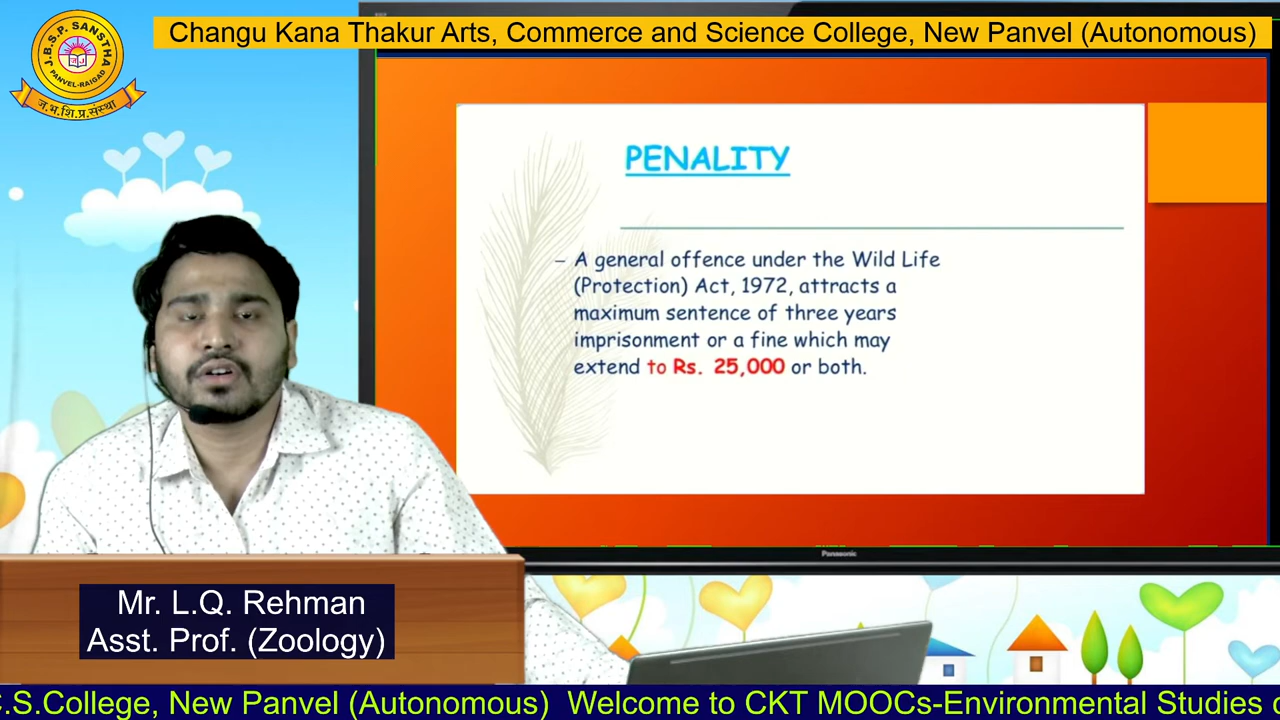 Changu Kana Thakur Arts, Commerce and Science College, New Panvel (Autonomous)
J.B.S.P. SANSTHA
PANVEL-RAIGAD
ज.भ.शि.प्र.संस्था
PENALITY
– A general offence under the Wild Life
(Protection) Act, 1972, attracts a
maximum sentence of three years
imprisonment or a fine which may
extend to Rs. 25,000 or both.
Panasonic
Mr. L.Q. Rehman
Asst. Prof. (Zoology)
C.S.College, New Panvel (Autonomous) Welcome to CKT MOOCs-Environmental Studies